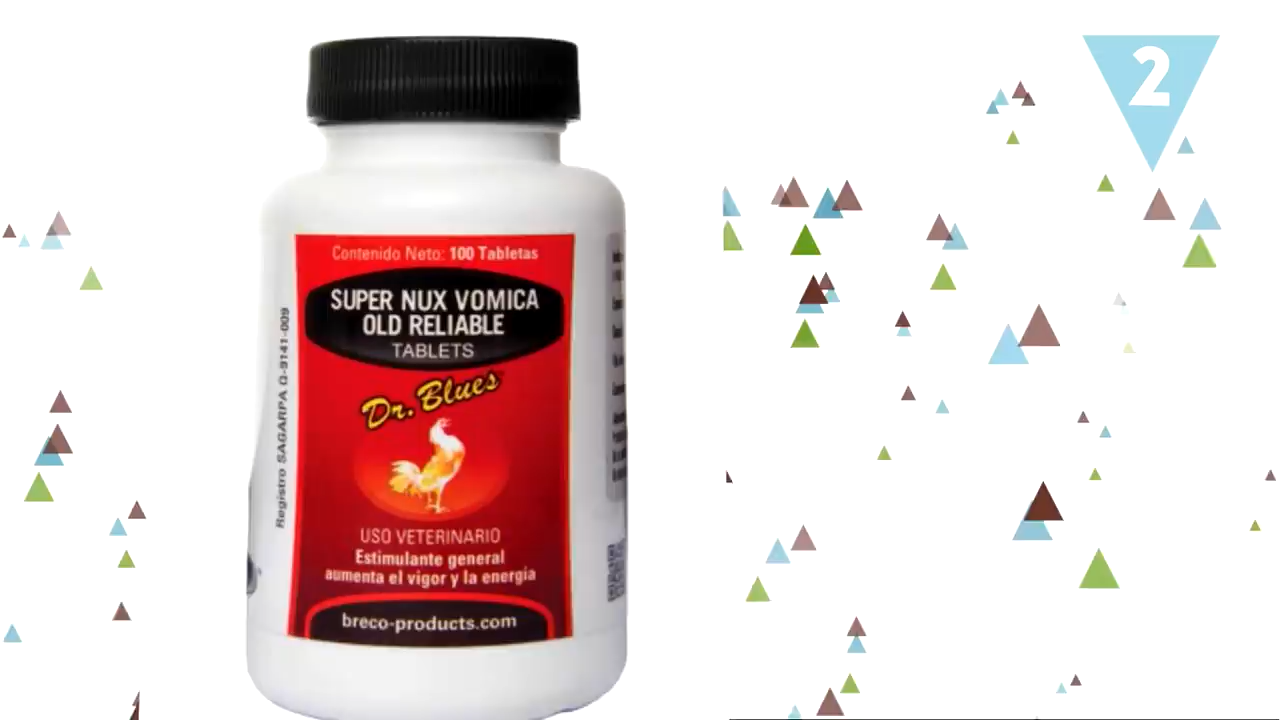 2
Contenido Neto: 100 Tabletas
SUPER NUX VOMICA
OLD RELIABLE
TABLETS
Dr. Blues
USO VETERINARIO
Estimulante general
aumenta el vigor y la energía
breco-products.com
Registro SAGARPA Q-9141-009